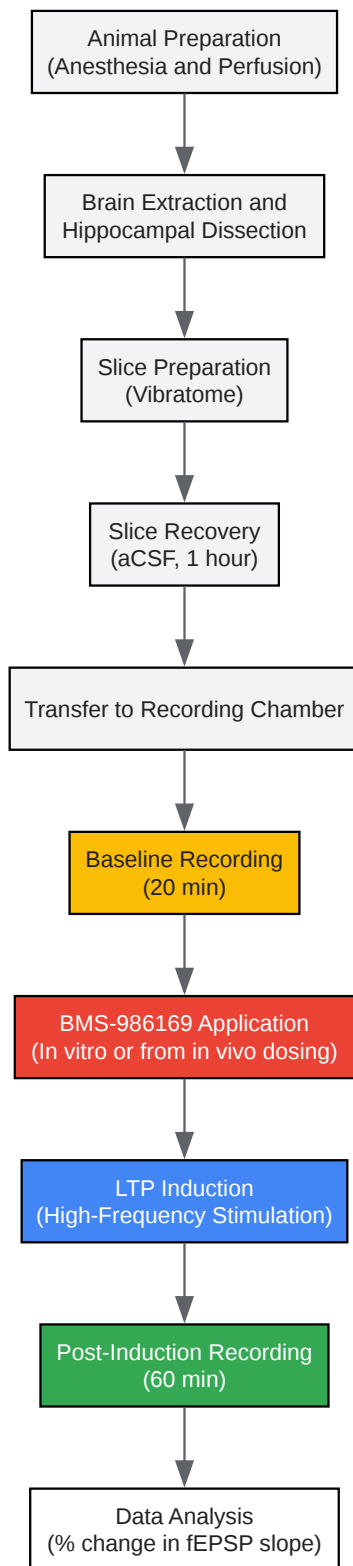 Animal Preparation
(Anesthesia and Perfusion)
Brain Extraction and
Hippocampal Dissection
Slice Preparation
(Vibratome)
Slice Recovery
(aCSF, 1 hour)
Transfer to Recording Chamber
Baseline Recording
(20 min)
BMS-986169 Application
(In vitro or from in vivo dosing)
LTP Induction
(High-Frequency Stimulation)
Post-Induction Recording
(60 min)
Data Analysis
(% change in fEPSP slope)